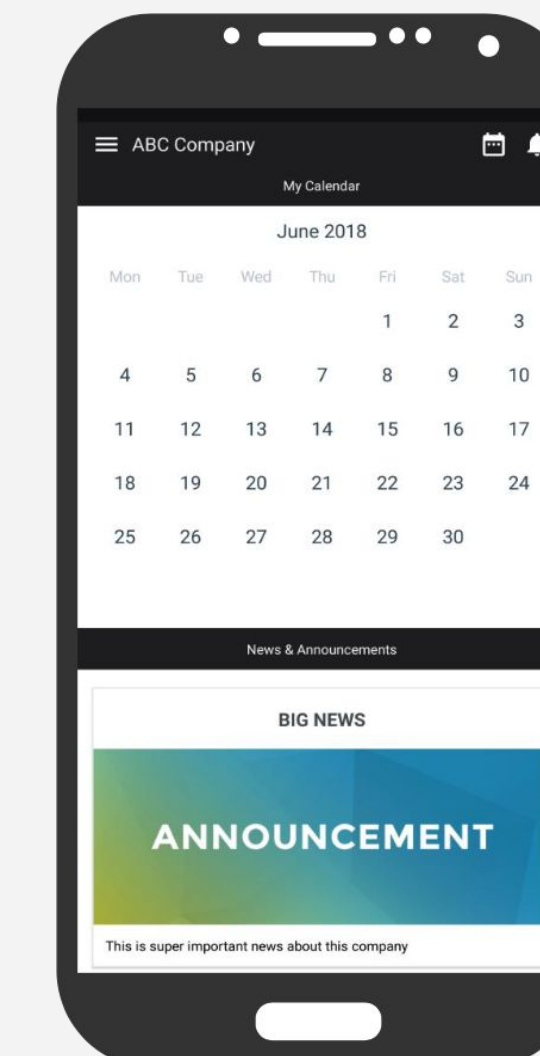 ABC Company
My Calendar
June 2018
Mon Tue Wed Thu Fri Sat Sun
1 2 3
4 5 6 7 8 9 10
11 12 13 14 15 16 17
18 19 20 21 22 23 24
25 26 27 28 29 30
News & Announcements
BIG NEWS
ANNOUNCEMENT
This is super important news about this company